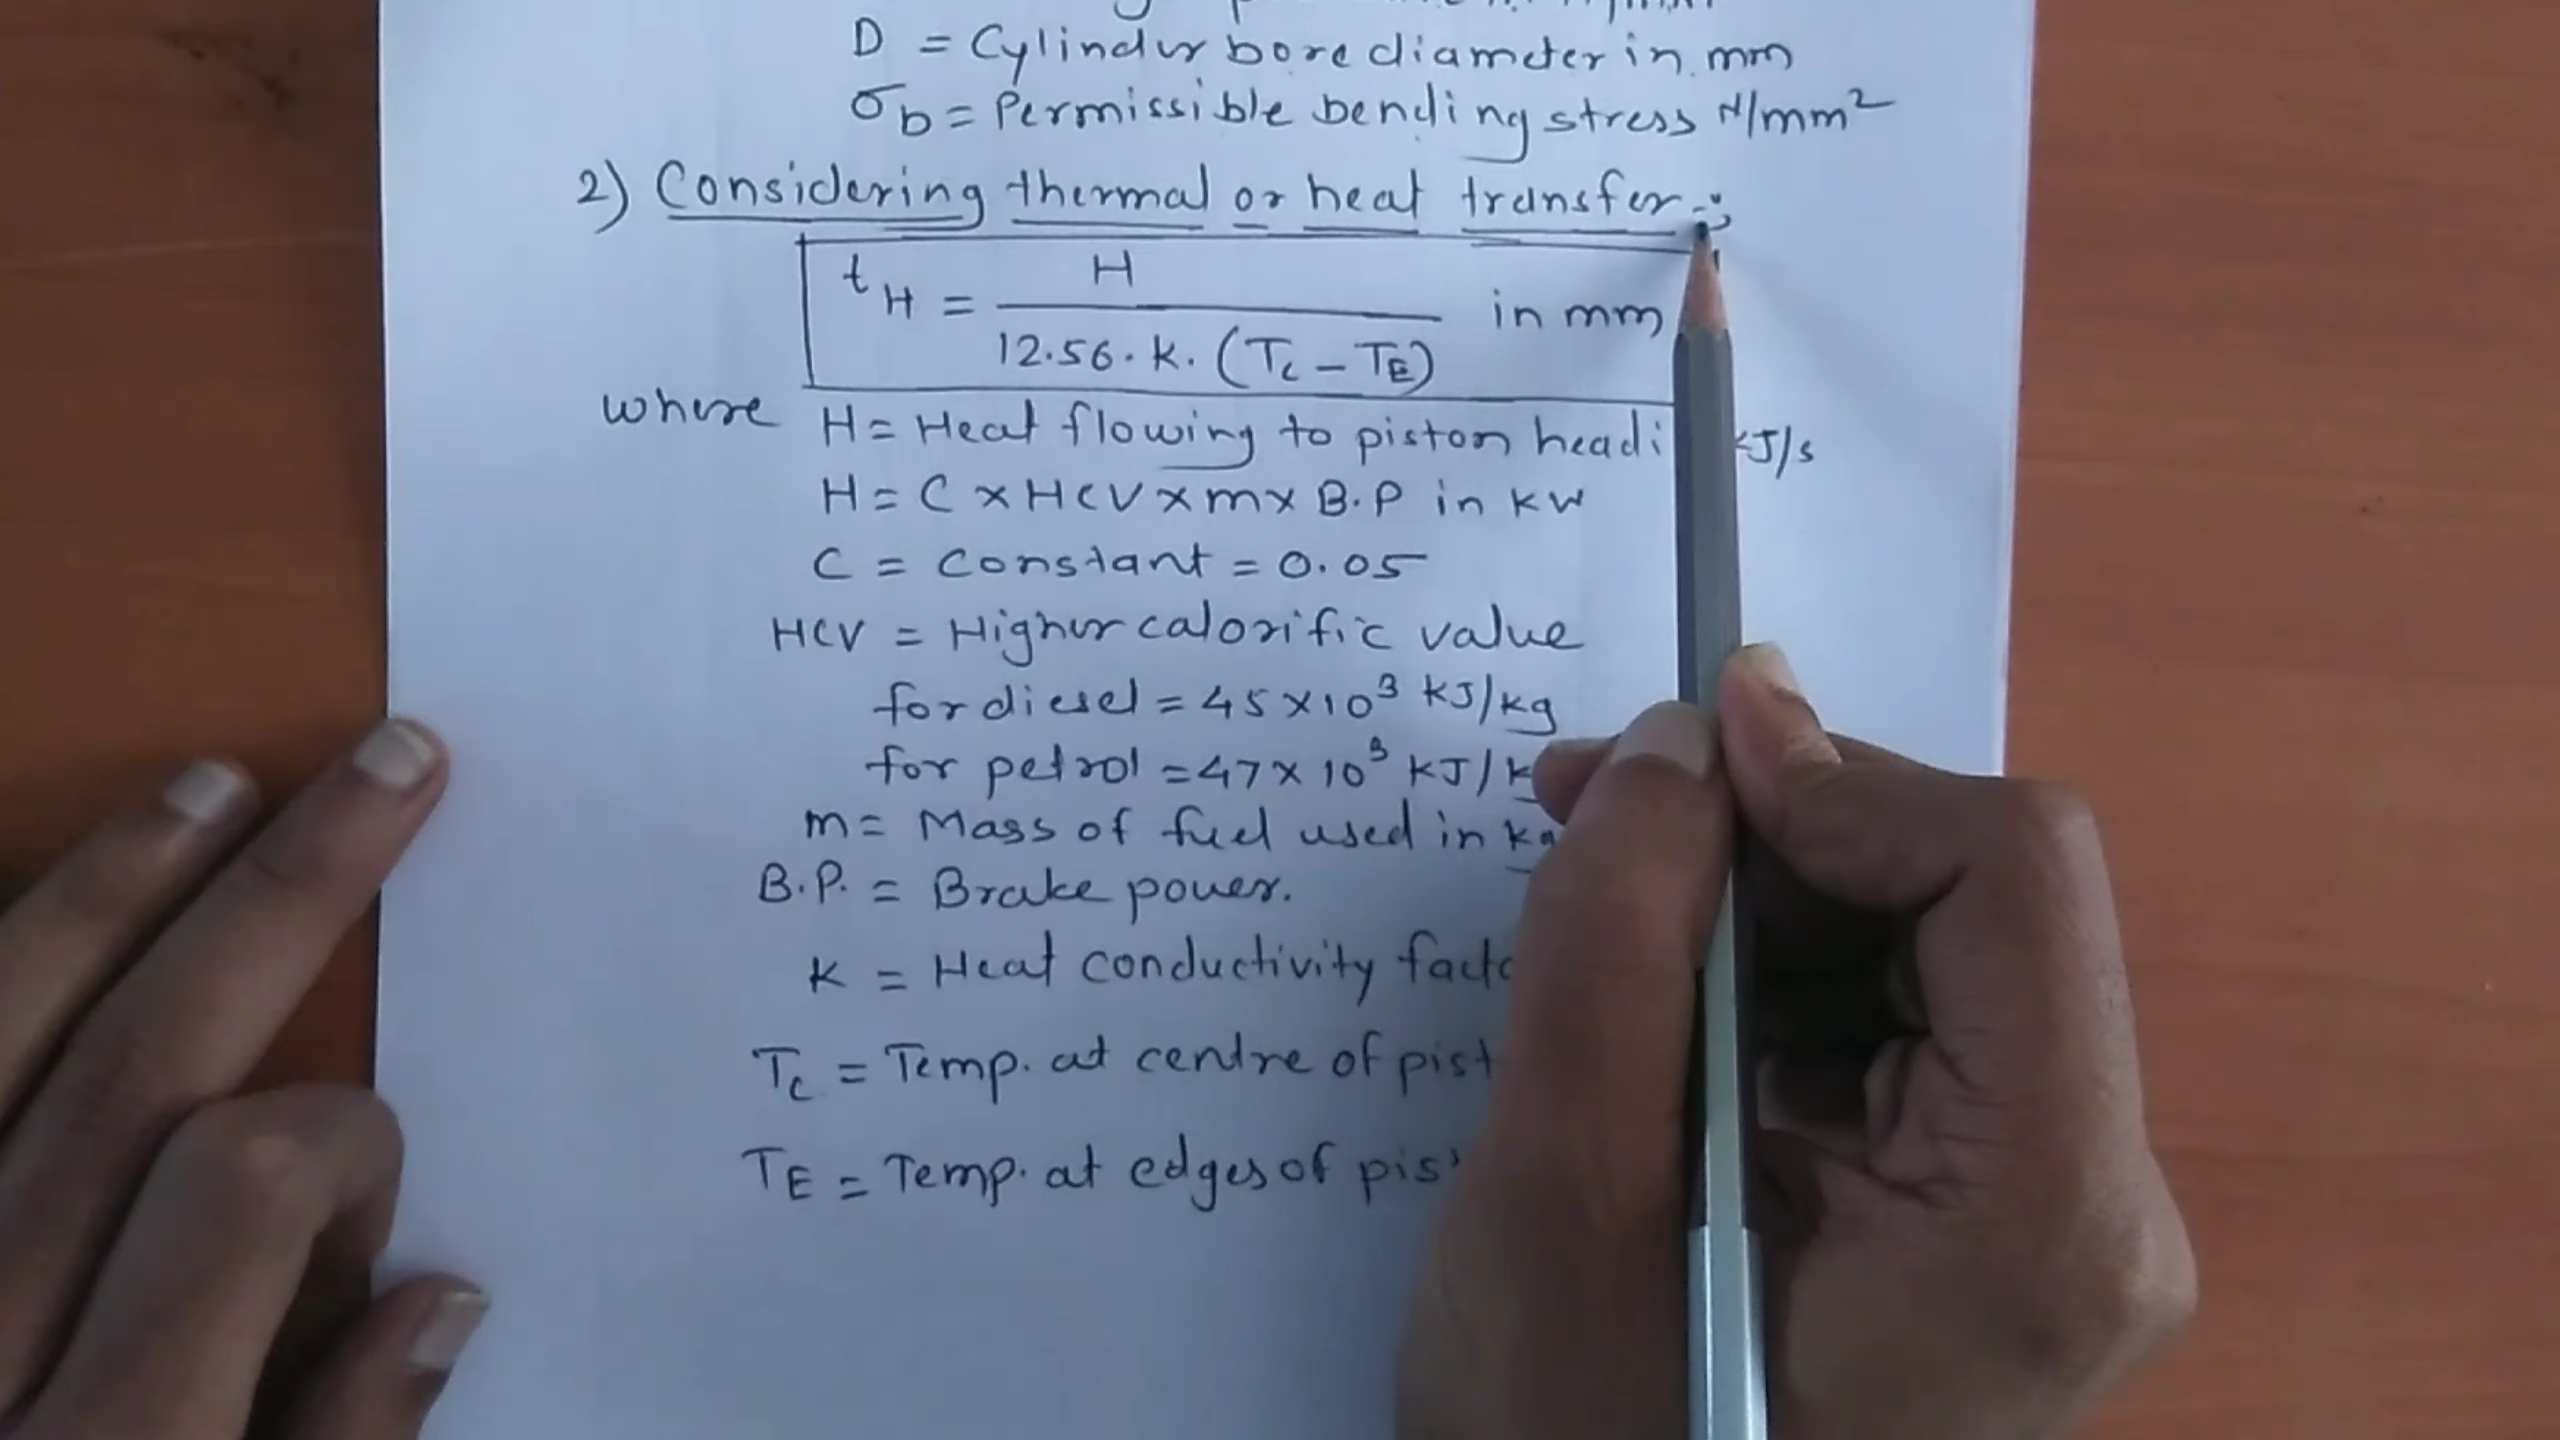 D = Cylinder bore diameter in mm
σb = Permissible bending stress N/mm²
2) Considering thermal or heat transfer :-
tH = H / 12.56 . K . (Tc - TE) in mm
where H = Heat flowing to piston head kJ/s
H = C x HCV x m x B.P in KW
C = Constant = 0.05
HCV = Higher calorific value
for diesel = 45 x 10³ KJ/kg
for petrol = 47 x 10³ KJ/
m = Mass of fuel used in
B.P. = Brake power.
K = Heat conductivity
Tc = Temp. at centre of
TE = Temp. at edges of